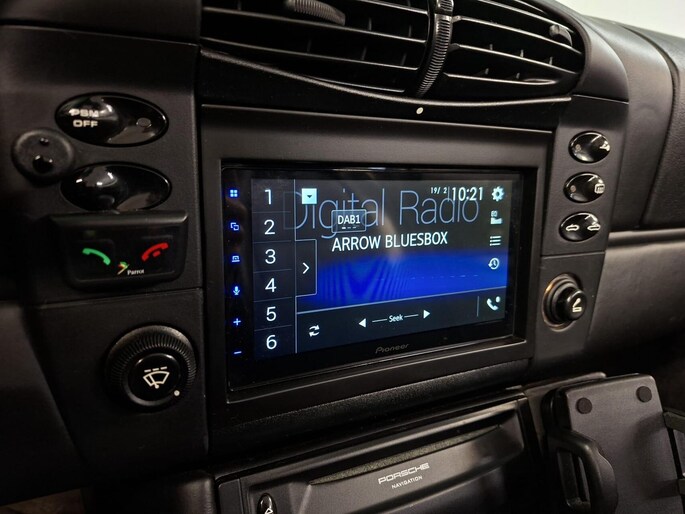 PSM
OFF
Parrot
1
2
3
4
5
6
Digital Radio
19/ 2
10:21
DAB1
ARROW BLUESBOX
Seek
Pioneer
PORSCHE
NAVIGATION